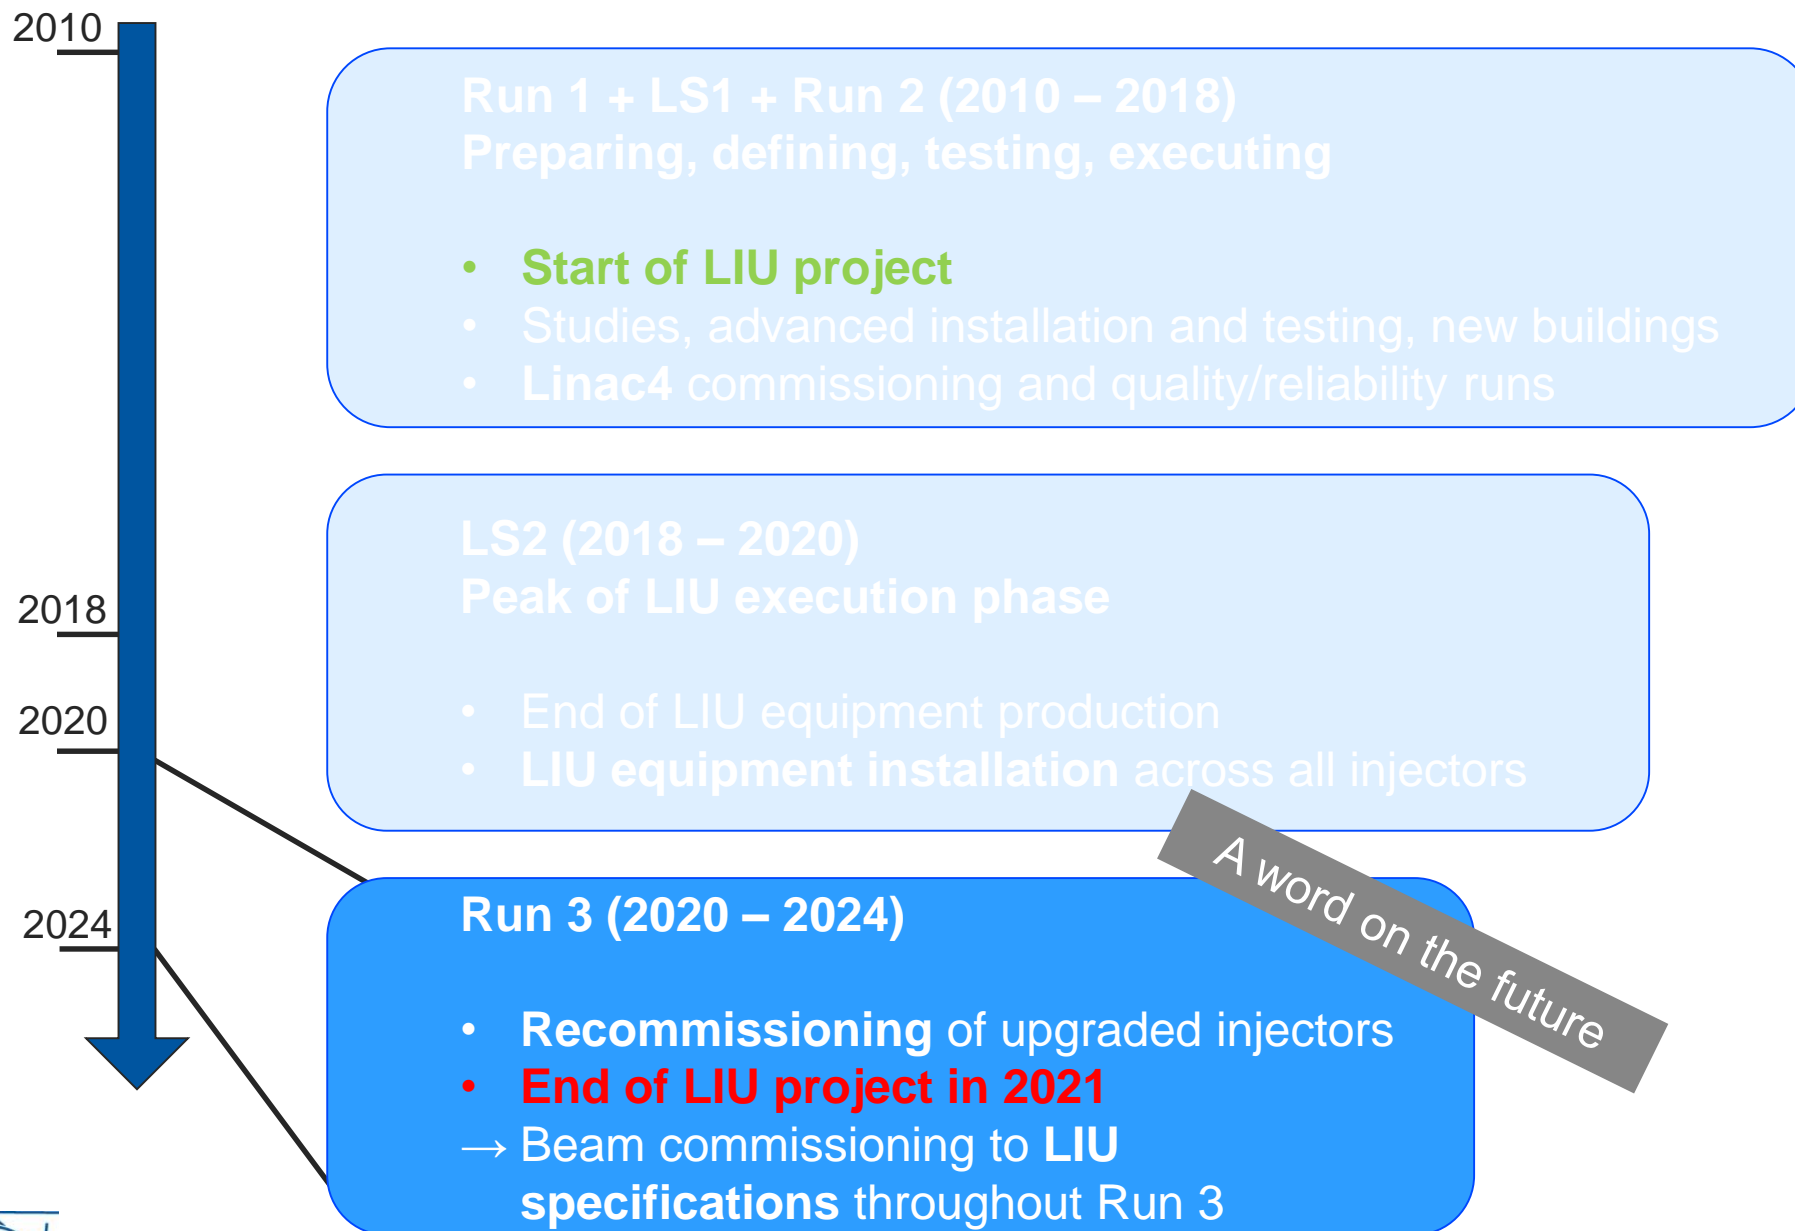 2010
Run 1 + LS1 + Run 2 (2010 – 2018)
Preparing, defining, testing, executing
• Start of LIU project
• Studies, advanced installation and testing, new buildings
• Linac4 commissioning and quality/reliability runs
LS2 (2018 – 2020)
Peak of LIU execution phase
2018
• End of LIU equipment production
2020
• LIU equipment installation across all injectors
A word on the future
Run 3 (2020 – 2024)
2024
• Recommissioning of upgraded injectors
• End of LIU project in 2021
→ Beam commissioning to LIU
specifications throughout Run 3